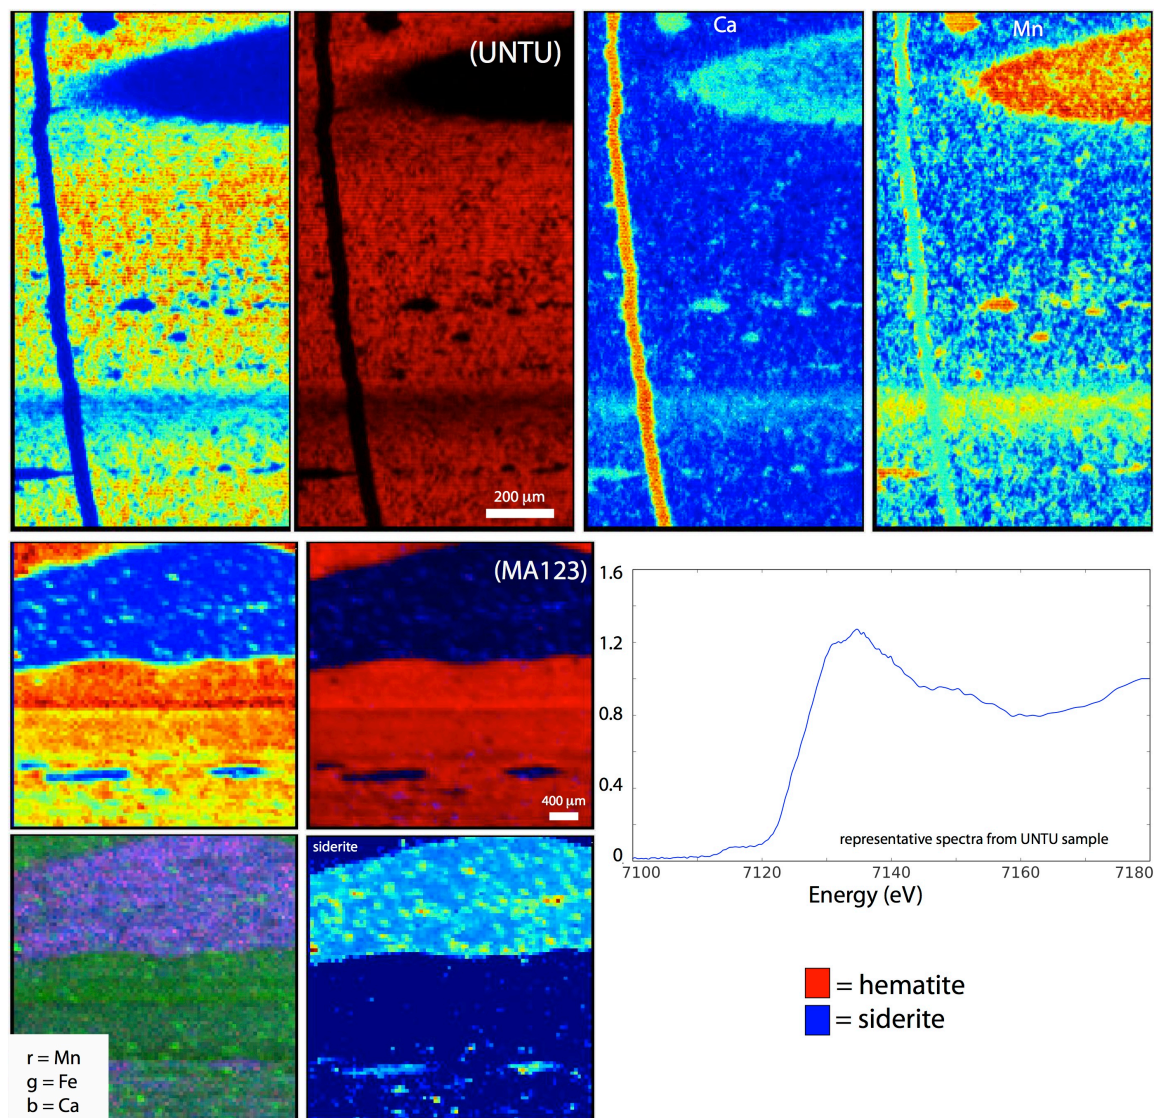 (UNTU)
Ca
Mn
200 µm
(MA123)
400 µm
siderite
r = Mn
g = Fe
b = Ca
1.6
1.2
0.8
0.4
0
7100 7120 7140 7160 7180
representative spectra from UNTU sample
Energy (eV)
= hematite
= siderite